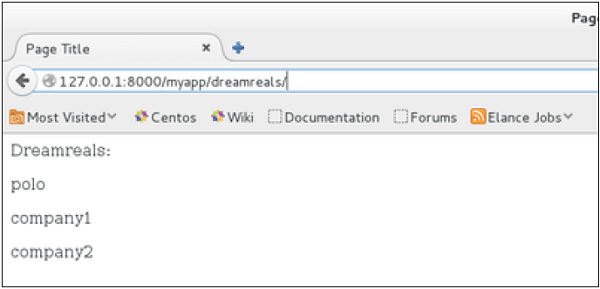 Pag
Page Title
127.0.0.1:8000/myapp/dreamreals/
Most Visited Centos Wiki Documentation Forums Elance Jobs
Dreamreals:
polo
company1
company2